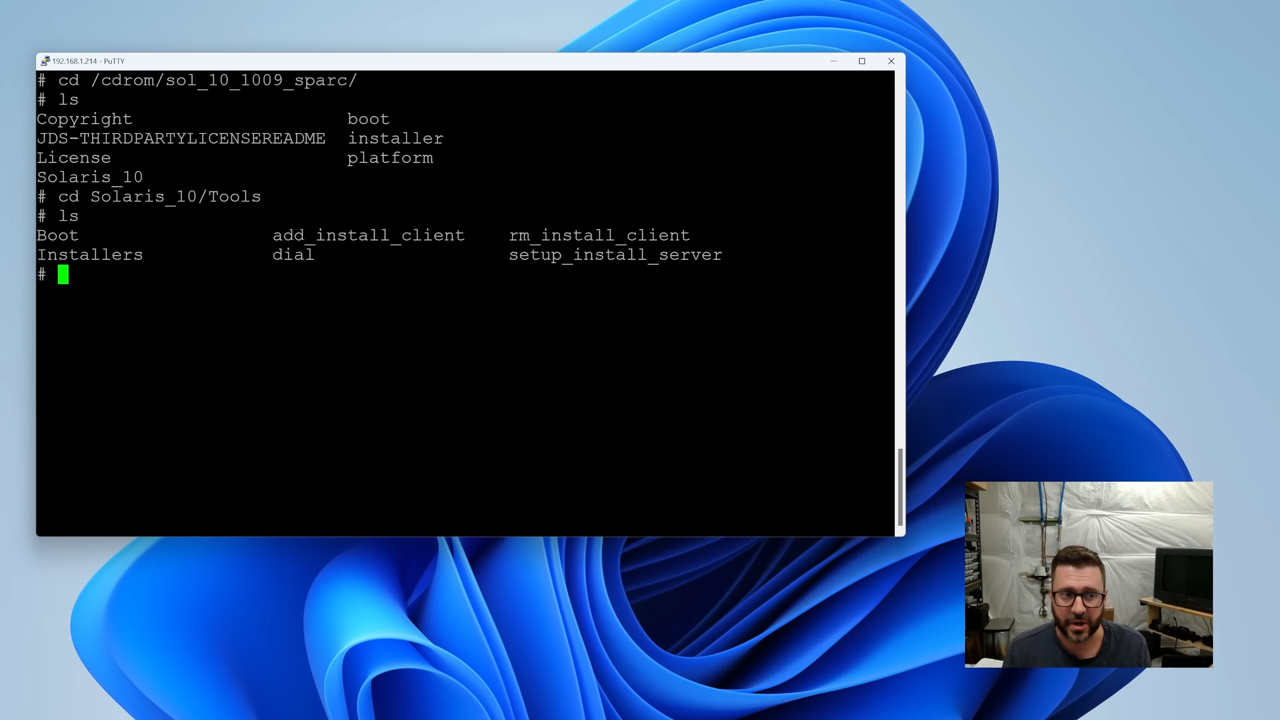 192.168.1.214 - PuTTY
# cd /cdrom/sol_10_1009_sparc/
# ls
Copyright boot
JDS-THIRDPARTYLICENSEREADME installer
License platform
Solaris_10
# cd Solaris_10/Tools
# ls
Boot add_install_client rm_install_client
Installers dial setup_install_server
#